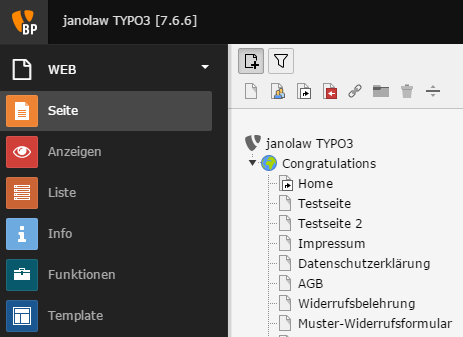 BP
janolaw TYPO3 [7.6.6]
WEB
Seite
Anzeigen
Liste
Info
Funktionen
Template
janolaw TYPO3
Congratulations
Home
Testseite
Testseite 2
Impressum
Datenschutzerklärung
AGB
Widerrufsbelehrung
Muster-Widerrufsformular